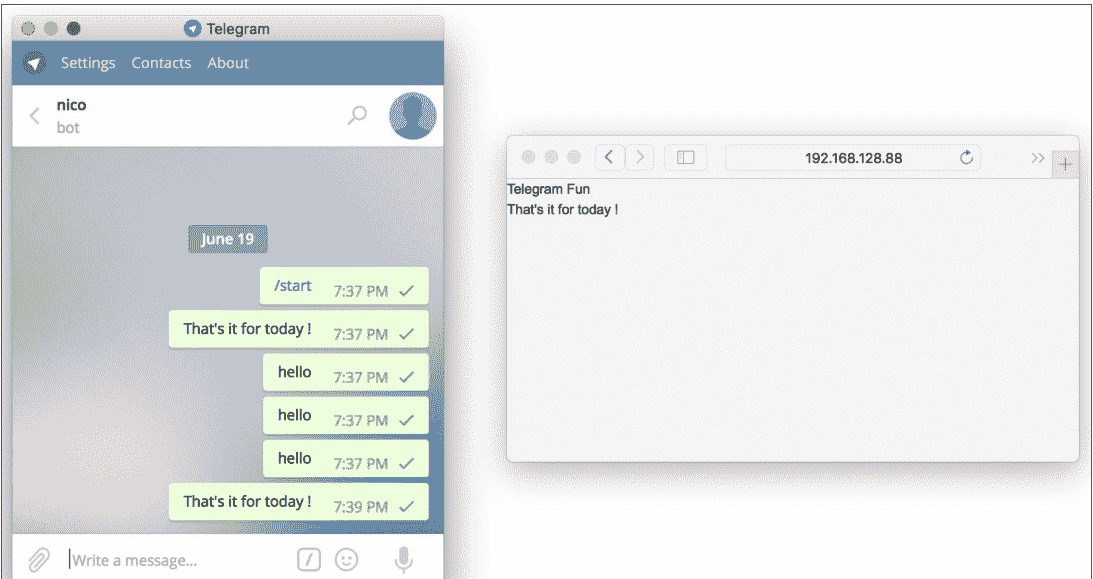 Telegram
Settings Contacts About
nico
bot
June 19
/start 7:37 PM
That's it for today ! 7:37 PM
hello 7:37 PM
hello 7:37 PM
hello 7:37 PM
That's it for today ! 7:39 PM
Write a message...
192.168.128.88
Telegram Fun
That's it for today !